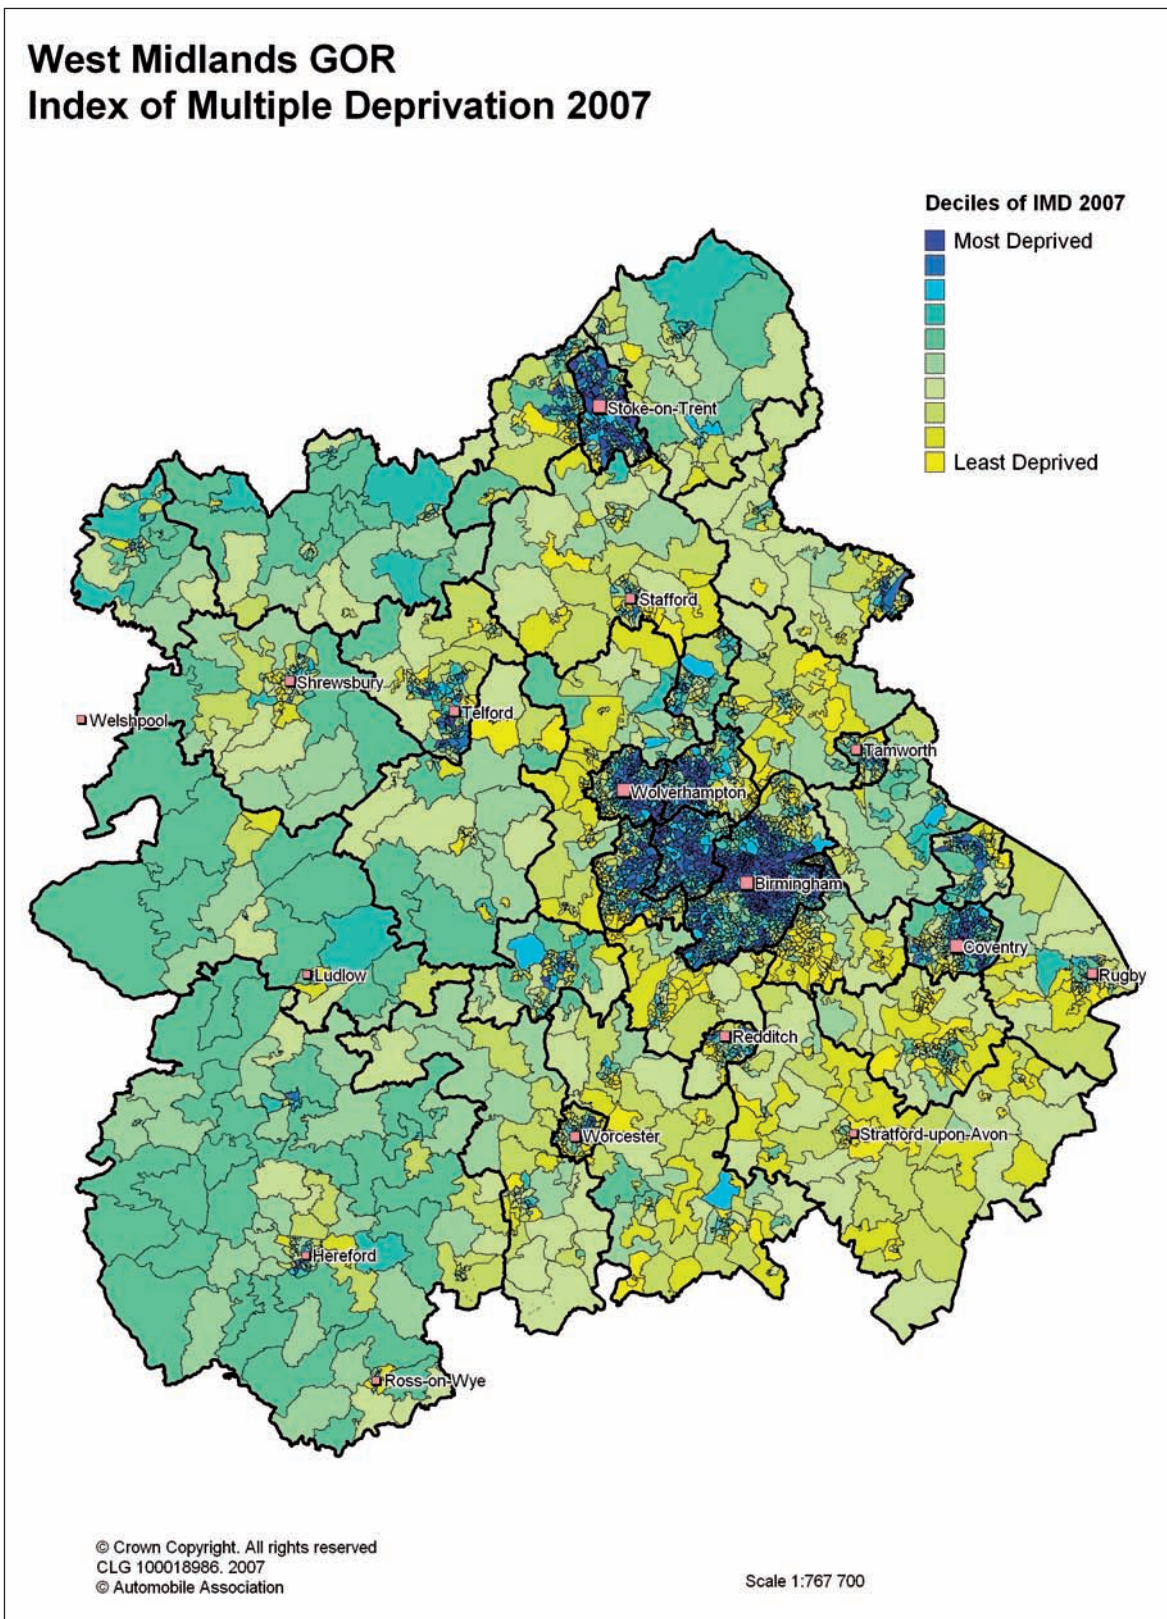 West Midlands GOR
Index of Multiple Deprivation 2007
Deciles of IMD 2007
Most Deprived
Least Deprived
Stoke-on-Trent
Stafford
Shrewsbury
Welshpool
Telford
Tamworth
Wolverhampton
Birmingham
Coventry
Ludlow
Rugby
Redditch
Worcester
Stratford-upon-Avon
Hereford
Ross-on-Wye
© Crown Copyright. All rights reserved
CLG 100018986. 2007
© Automobile Association
Scale 1:767 700